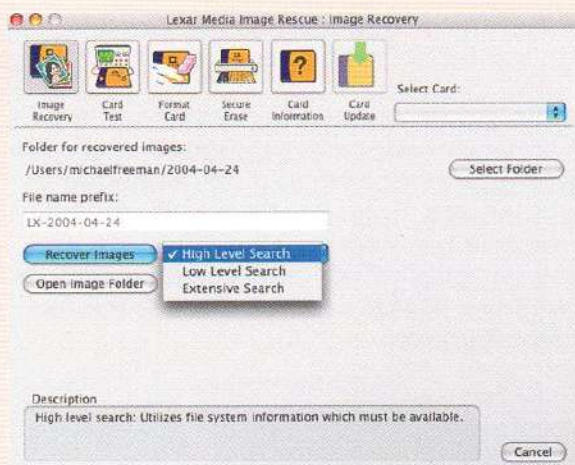 Lexar Media Image Rescue : Image Recovery
Image Recovery
Card Test
Format Card
Secure Erase
Card Information
Card Update
Select Card:
Folder for recovered images:
/Users/michaelfreeman/2004-04-24
Select Folder
File name prefix:
LX-2004-04-24
Recover Images
✓ High Level Search
Low Level Search
Extensive Search
Open Image Folder
Description
High level search: Utilizes file system information which must be available.
Cancel